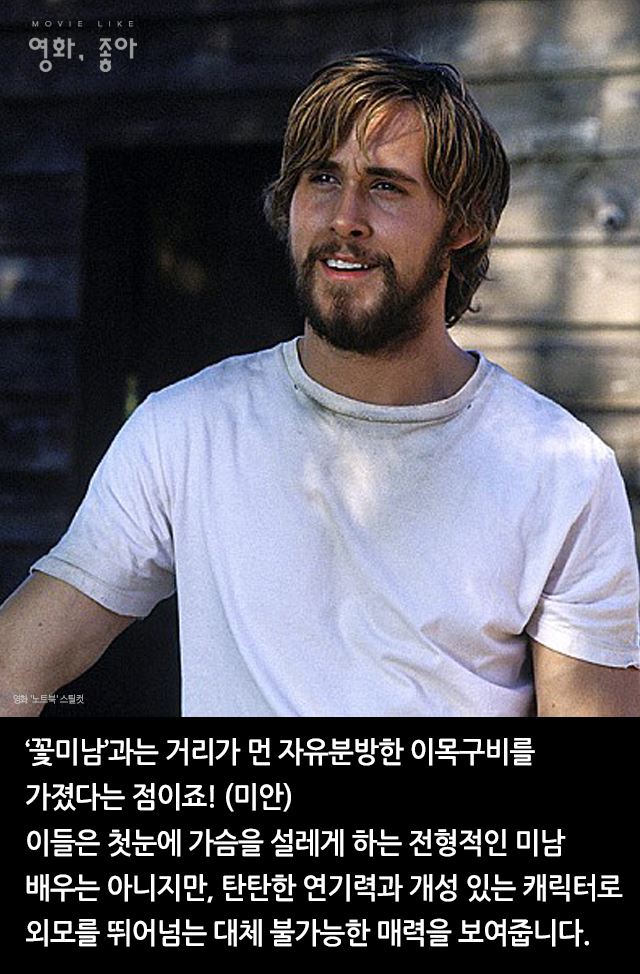 MOVIE LIKE
영화, 좋아
영화 '노트북' 스틸컷
‘꽃미남’과는 거리가 먼 자유분방한 이목구비를
가졌다는 점이죠! (미안)
이들은 첫눈에 가슴을 설레게 하는 전형적인 미남
배우는 아니지만, 탄탄한 연기력과 개성 있는 캐릭터로
외모를 뛰어넘는 대체 불가능한 매력을 보여줍니다.